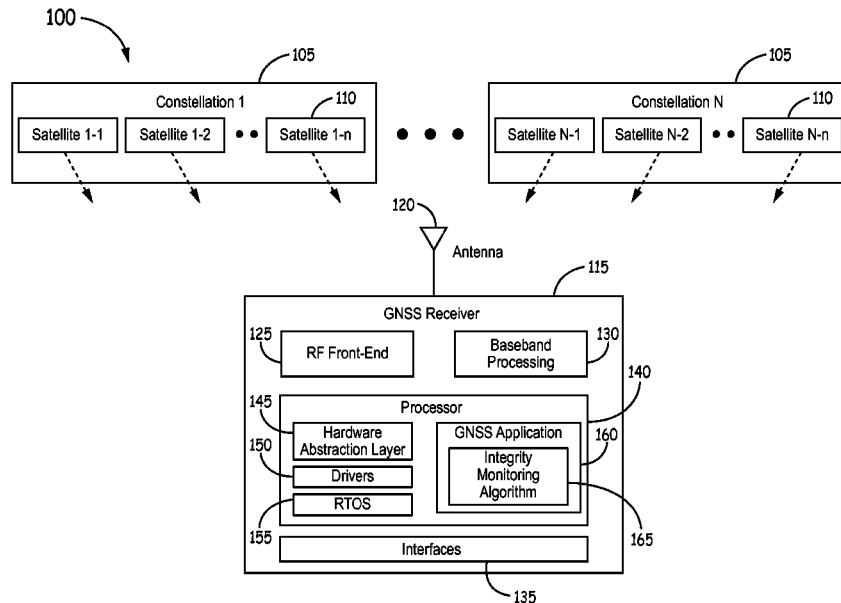 100
105
105
Constellation 1
Constellation N
110
110
Satellite 1-1
Satellite 1-2
Satellite 1-n
Satellite N-1
Satellite N-2
Satellite N-n
120
Antenna
115
GNSS Receiver
125
RF Front-End
Baseband
Processing
130
140
Processor
145
Hardware
Abstraction Layer
GNSS Application
160
150
Drivers
Integrity
Monitoring
Algorithm
155
RTOS
165
Interfaces
135